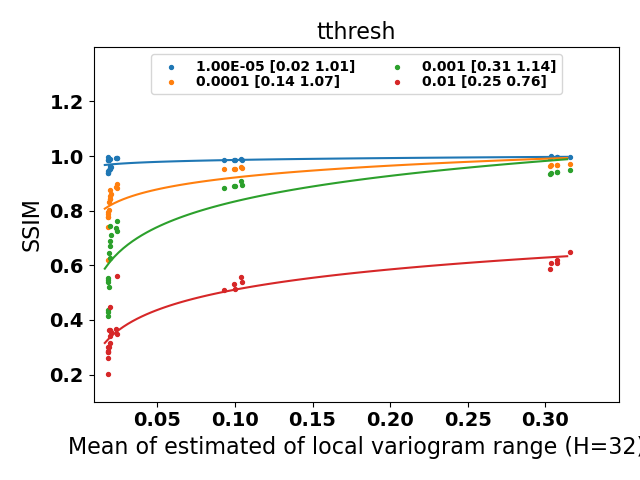 tthresh
1.00E-05 [0.02 1.01]
0.0001 [0.14 1.07]
0.001 [0.31 1.14]
0.01 [0.25 0.76]
SSIM
1.2
1.0
0.8
0.6
0.4
0.2
0.05 0.10 0.15 0.20 0.25 0.30
Mean of estimated of local variogram range (H=32)